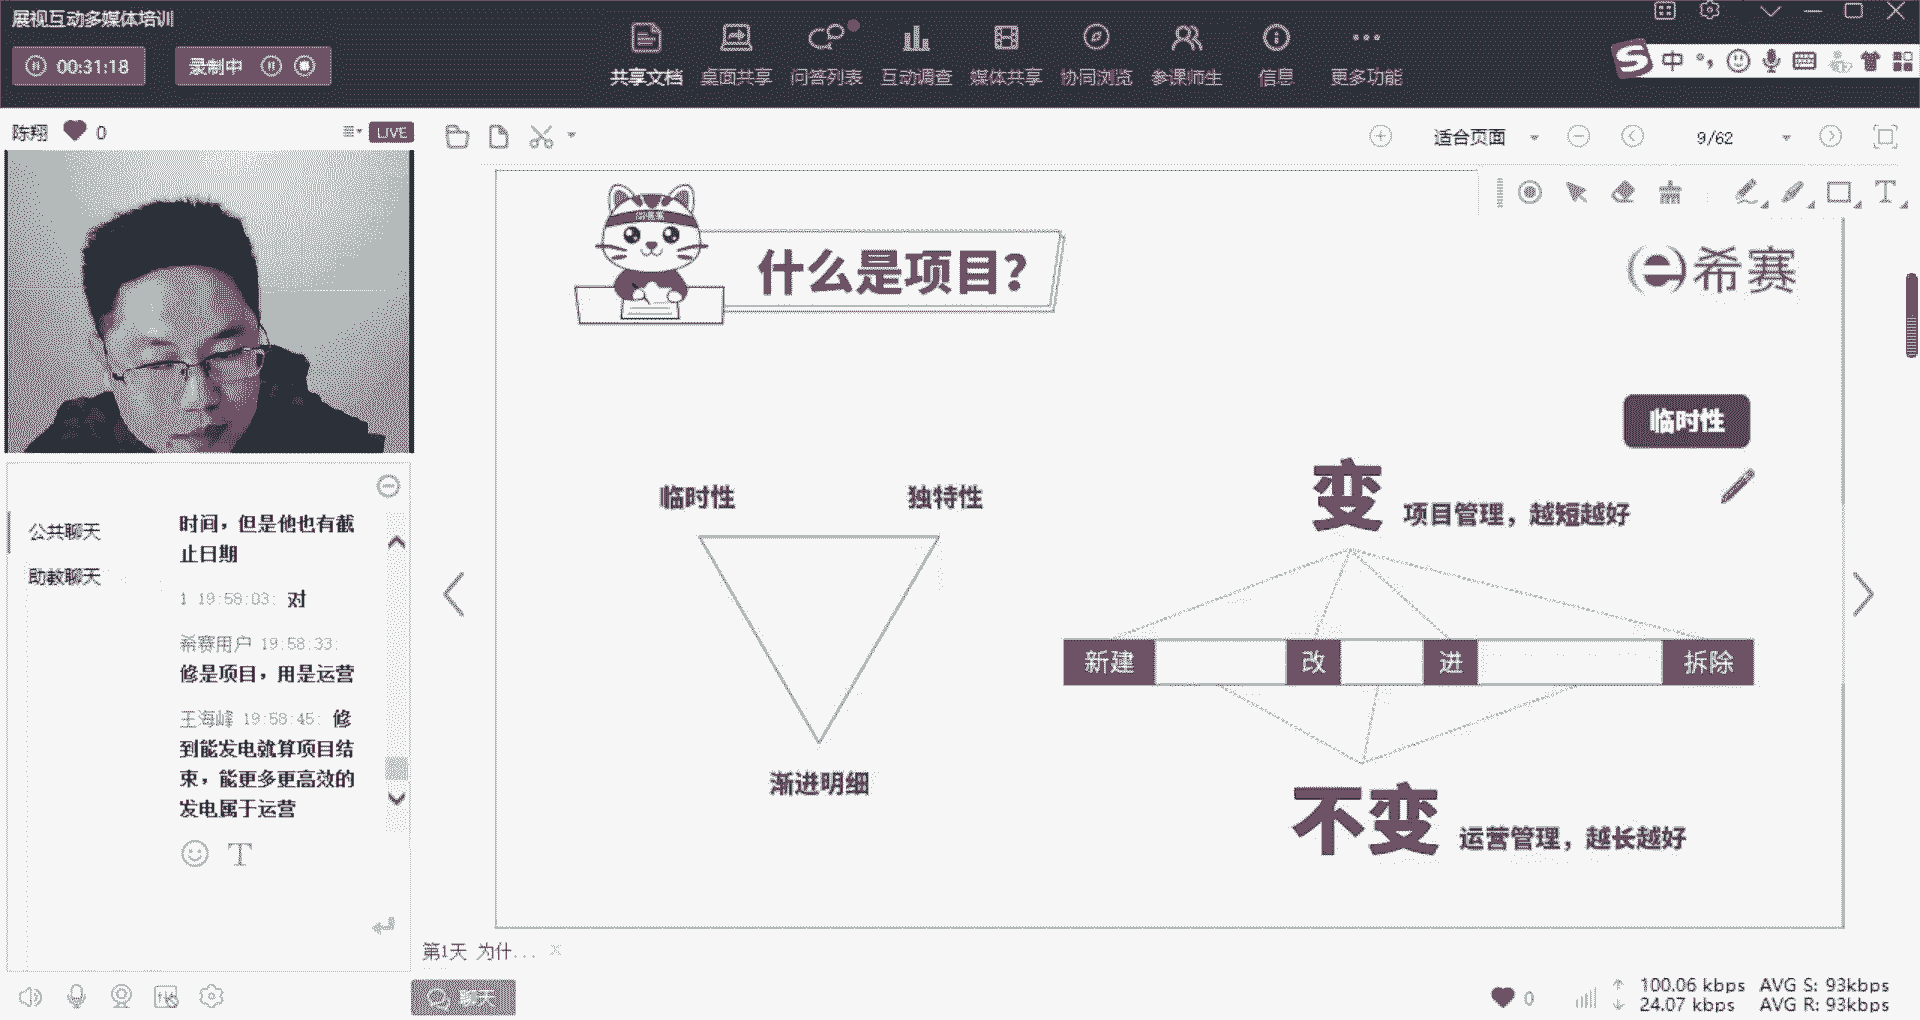 展视互动多媒体培训
00:31:18
录制中
共享文档 桌面共享 问答列表 互动调查 媒体共享 协同浏览 参课师生 信息 更多功能
中
陈翔 0
LIVE
适合页面
9/62
什么是项目?
希赛
临时性
临时性
独特性
渐进明细
变 项目管理，越短越好
新建 改 进 拆除
不变 运营管理，越长越好
公共聊天
助教聊天
时间，但是他也有截
止日期
1 19:58:03: 对
希赛用户 19:58:33:
修是项目，用是运营
王海峰 19:58:45: 修
到能发电就算项目结
束，能更多更高效的
发电属于运营
第1天 为什...
聊天
0
100.06 kbps AVG S: 93kbps
24.07 kbps AVG R: 93kbps